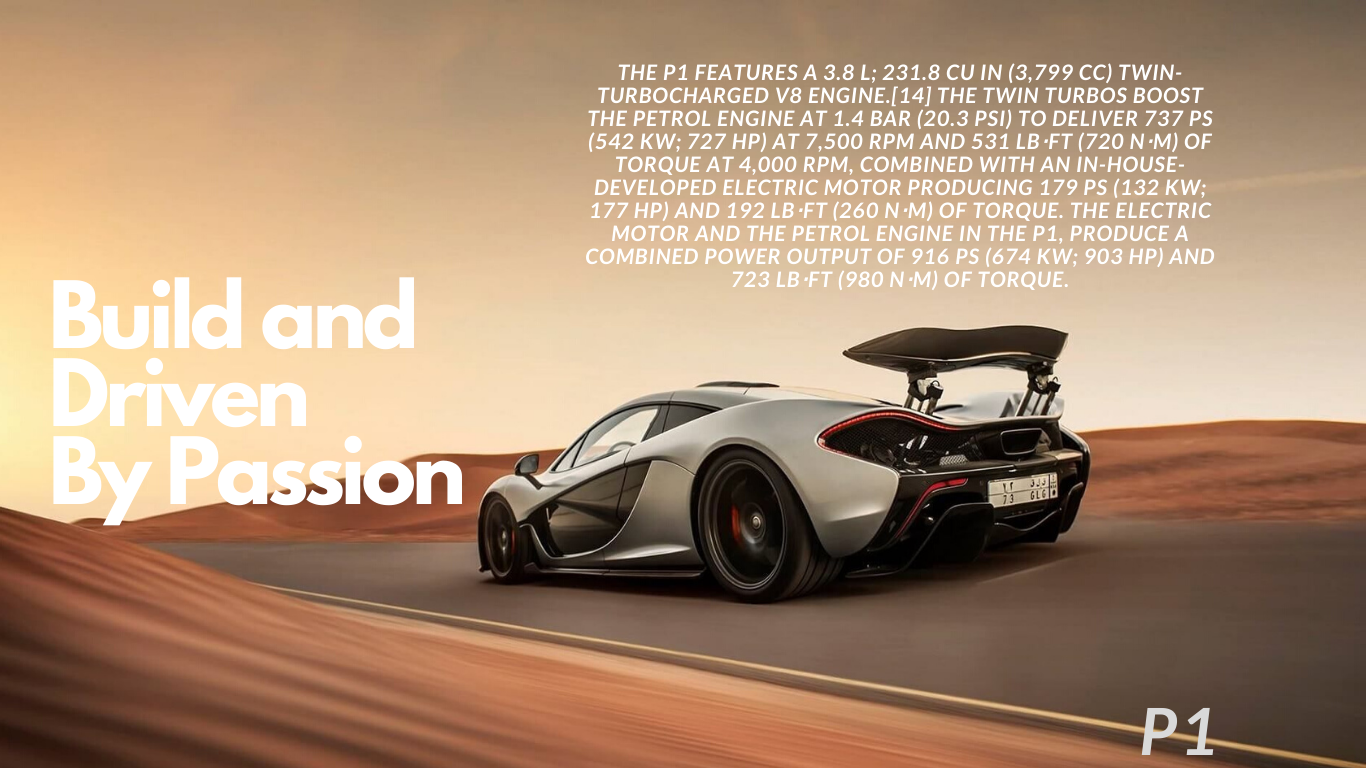 THE P1 FEATURES A 3.8 L; 231.8 CU IN (3,799 CC) TWIN-
TURBOCHARGED V8 ENGINE.[14] THE TWIN TURBOS BOOST
THE PETROL ENGINE AT 1.4 BAR (20.3 PSI) TO DELIVER 737 PS
(542 KW; 727 HP) AT 7,500 RPM AND 531 LB⋅FT (720 N⋅M) OF
TORQUE AT 4,000 RPM, COMBINED WITH AN IN-HOUSE-
DEVELOPED ELECTRIC MOTOR PRODUCING 179 PS (132 KW;
177 HP) AND 192 LB⋅FT (260 N⋅M) OF TORQUE. THE ELECTRIC
MOTOR AND THE PETROL ENGINE IN THE P1, PRODUCE A
COMBINED POWER OUTPUT OF 916 PS (674 KW; 903 HP) AND
723 LB⋅FT (980 N⋅M) OF TORQUE.
Build and
Driven
By Passion
73 GLG
P1